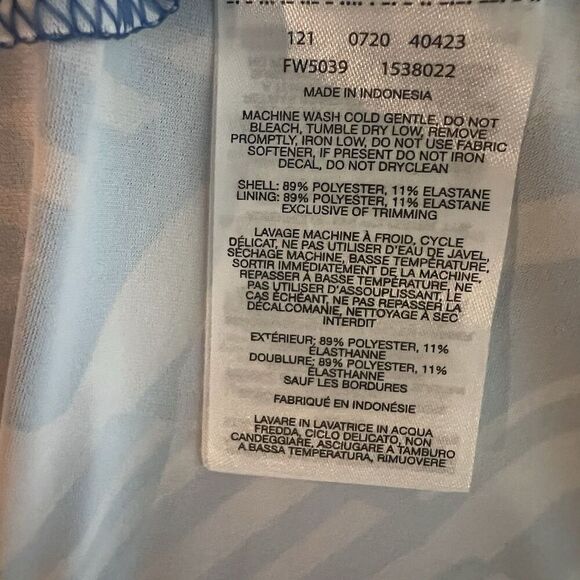 121 0720 40423
FW5039 1538022
MADE IN INDONESIA
MACHINE WASH COLD GENTLE, DO NOT
BLEACH, TUMBLE DRY LOW, REMOVE
PROMPTLY, IRON LOW, DO NOT USE FABRIC
SOFTENER, IF PRESENT DO NOT IRON
DECAL, DO NOT DRYCLEAN
SHELL: 89% POLYESTER, 11% ELASTANE
LINING: 89% POLYESTER, 11% ELASTANE
EXCLUSIVE OF TRIMMING
LAVAGE MACHINE À FROID, CYCLE
DÉLICAT, NE PAS UTILISER D'EAU DE JAVEL,
SÉCHAGE MACHINE, BASSE TEMPÉRATURE,
SORTIR IMMÉDIATEMENT DE LA MACHINE,
REPASSER À BASSE TEMPÉRATURE, NE
PAS UTILISER D'ASSOUPLISSANT, LE
CAS ÉCHÉANT, NE PAS REPASSER LA
DÉCALCOMANIE, NETTOYAGE À SEC
INTERDIT
EXTÉRIEUR: 89% POLYESTER, 11%
ÉLASTHANNE
DOUBLURE: 89% POLYESTER, 11%
ÉLASTHANNE
SAUF LES BORDURES
FABRIQUÉ EN INDONÉSIE
LAVARE IN LAVATRICE IN ACQUA
FREDDA, CICLO DELICATO, NON
CANDEGGIARE, ASCIUGARE A TAMBURO
A BASSA TEMPERATURA, RIMUOVERE